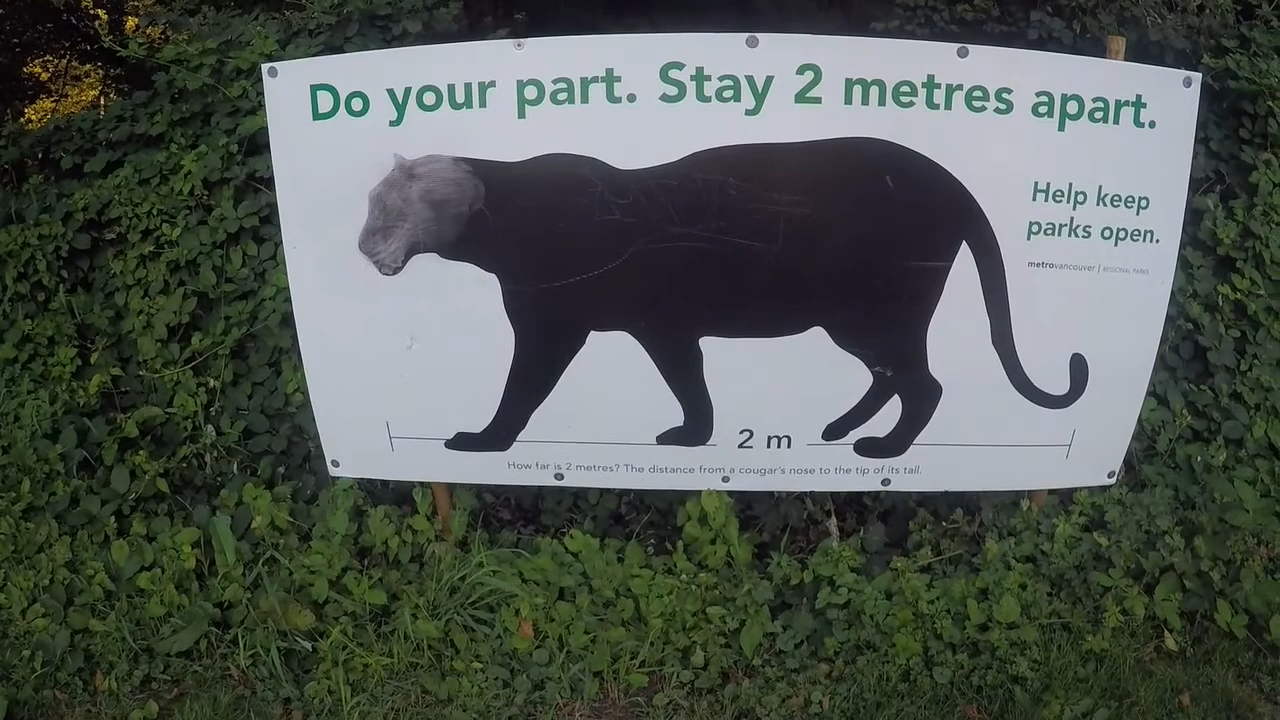 Do your part. Stay 2 metres apart.
Help keep
parks open.
metrovancouver | REGIONAL PARKS
2 m
How far is 2 metres? The distance from a cougar's nose to the tip of its tail.